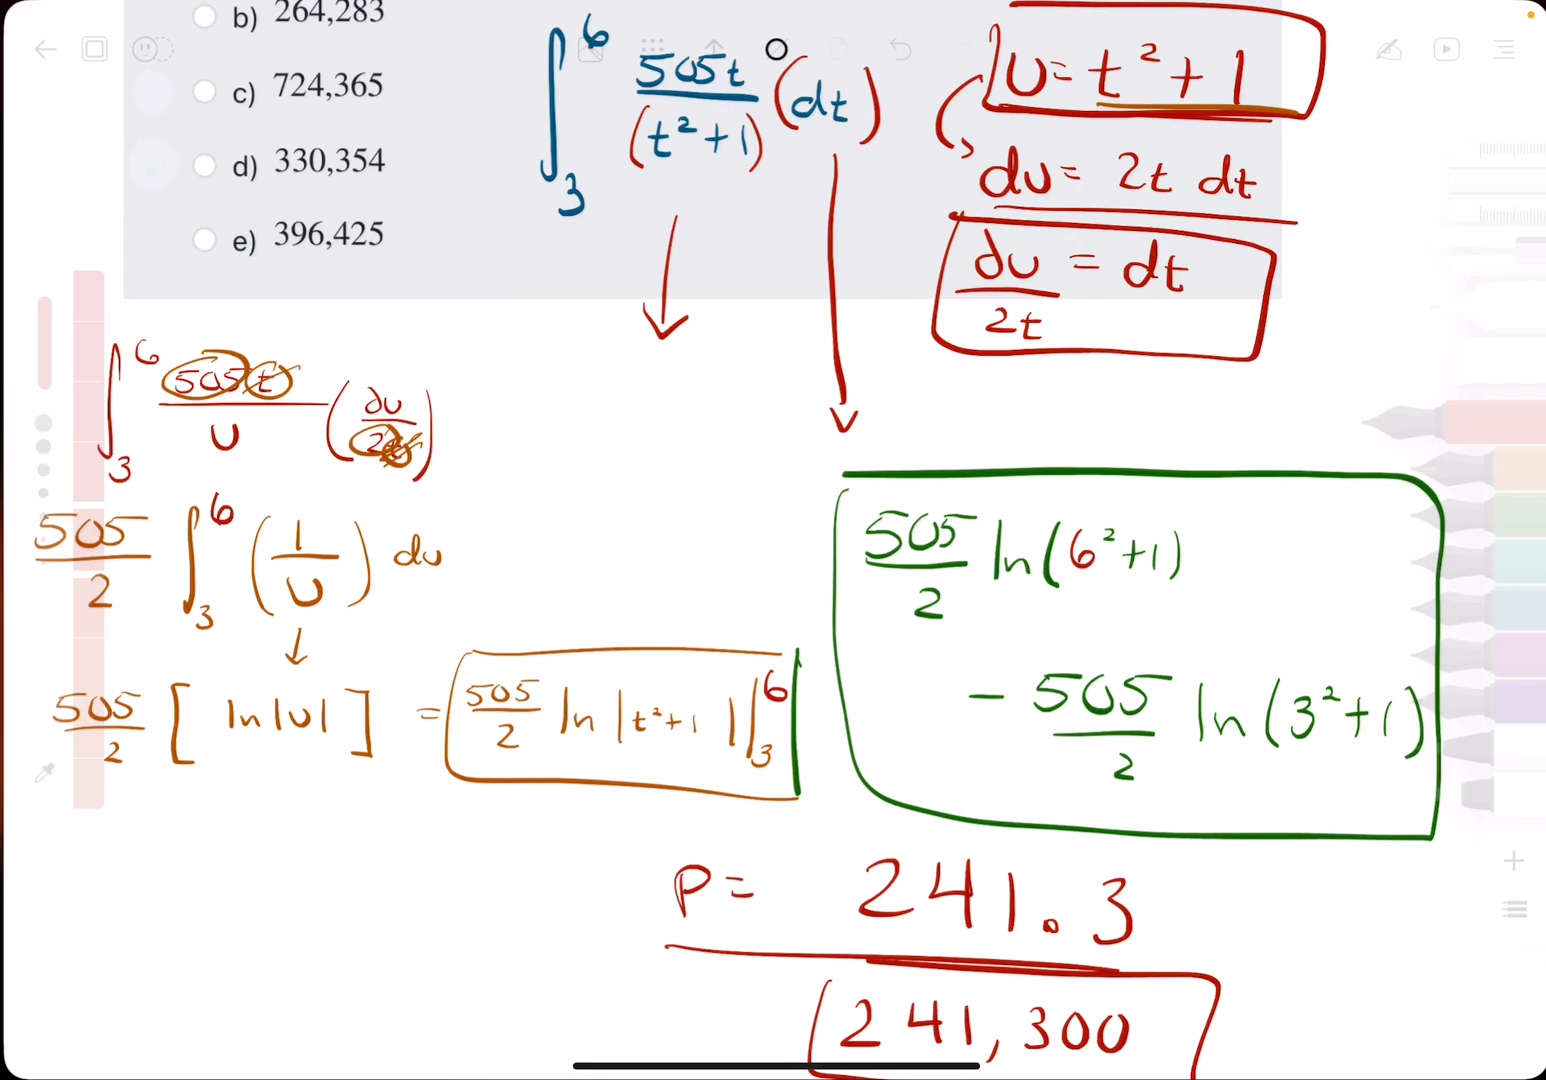 b) 264,283
c) 724,365
d) 330,354
e) 396,425
∫₃⁶ 505t/(t²+1) (dt)
u = t² + 1
du = 2t dt
du/2t = dt
∫₃⁶ 505t/u (du/2t)
505/2 ∫₃⁶ (1/u) du
505/2 [ln|u|] = 505/2 ln|t²+1| |₃⁶
505/2 ln(6²+1)
- 505/2 ln(3²+1)
P = 241.3
241,300